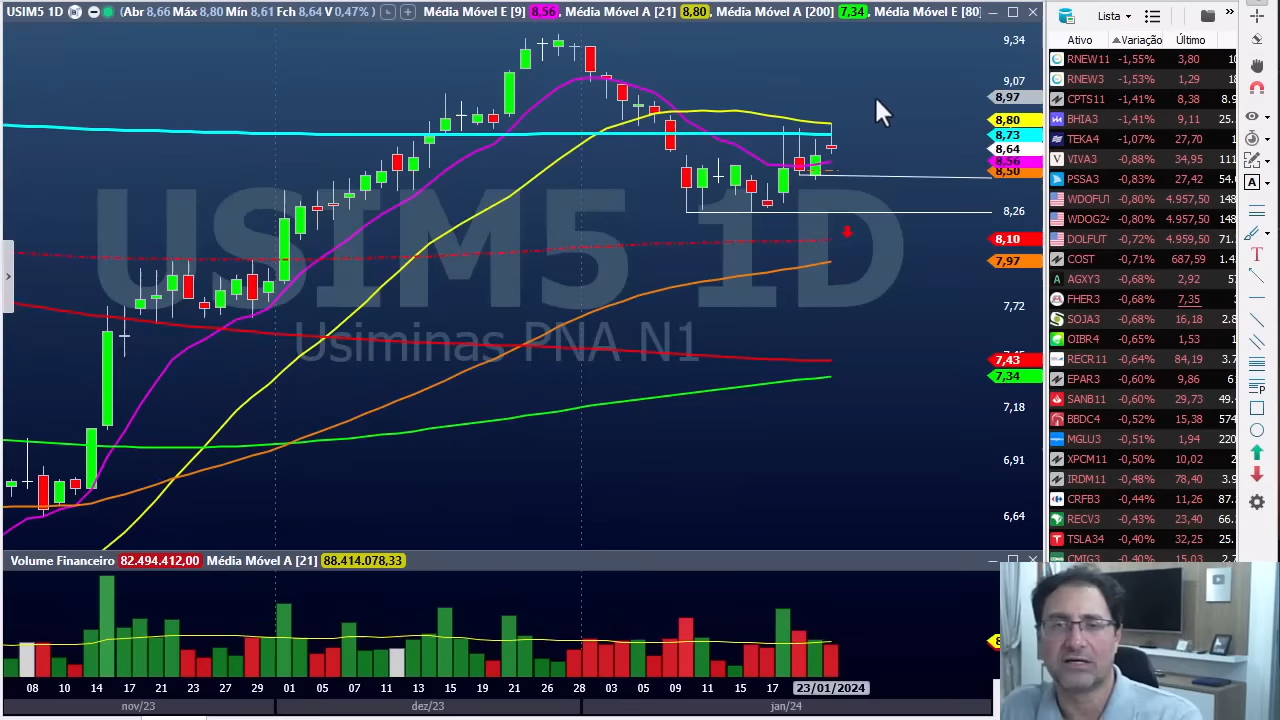 USIM5 1D (Abr 8,66 Máx 8,80 Mín 8,61 Fch 8,64 V 0,47% ) Média Móvel E [9] 8,56 , Média Móvel A [21] 8,80 , Média Móvel A [200] 7,34 , Média Móvel E [80]
9,34
9,07
8,97
8,80
8,73
8,64
8,56
8,50
8,26
8,10
7,97
7,72
7,43
7,34
7,18
6,91
6,64
USIM5 1D
Usiminas PNA N1
Volume Financeiro 82.494.412,00 Média Móvel A [21] 88.414.078,33
08 10 14 17 21 23 27 29 01 05 07 11 13 15 19 21 26 28 03 05 09 11 15 17 23/01/2024
nov/23 dez/23 jan/24
Lista
Ativo Variação Último
RNEW11 -1,55% 3,80
RNEW3 -1,53% 1,29
CPTS11 -1,41% 8,38
BHIA3 -1,41% 9,11
TEKA4 -1,07% 27,70
VIVA3 -0,88% 34,95
PSSA3 -0,83% 27,42
WDOFU -0,80% 4.957,50
WDOG2 -0,80% 4.957,50
DOLFUT -0,72% 4.959,50
COST -0,71% 687,59
AGXY3 -0,68% 2,92
FHER3 -0,68% 7,35
SOJA3 -0,68% 16,18
OIBR4 -0,65% 1,53
RECR11 -0,64% 84,19
EPAR3 -0,60% 9,86
SANB11 -0,60% 29,73
BBDC4 -0,52% 15,38
MGLU3 -0,51% 1,94
XPCM11 -0,50% 10,02
IRDM11 -0,48% 78,40
CRFB3 -0,44% 11,26
RECV3 -0,43% 23,40
TSLA34 -0,40% 32,25
CMIG3 -0,40% 15,03